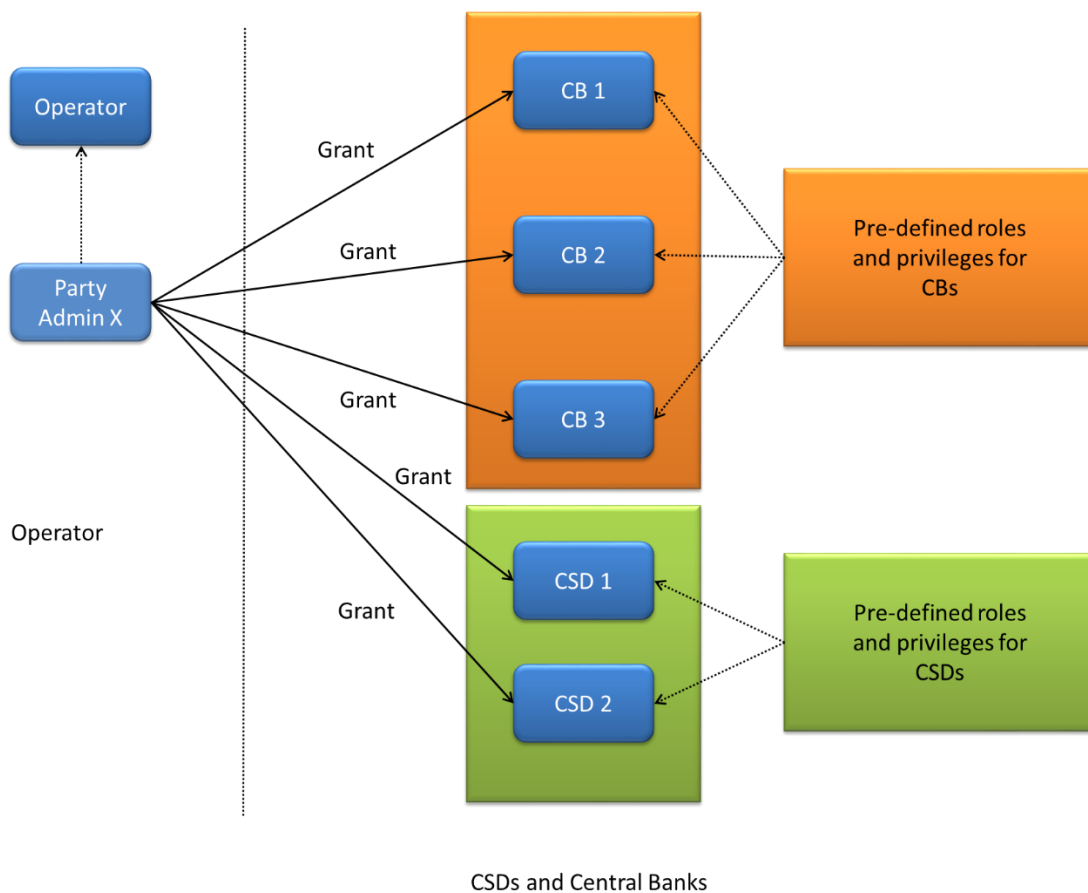 Operator
Party
Admin X
Operator
Grant
Grant
Grant
Grant
Grant
CB 1
CB 2
CB 3
CSD 1
CSD 2
Pre-defined roles
and privileges for
CBs
Pre-defined roles
and privileges for
CSDs
CSDs and Central Banks